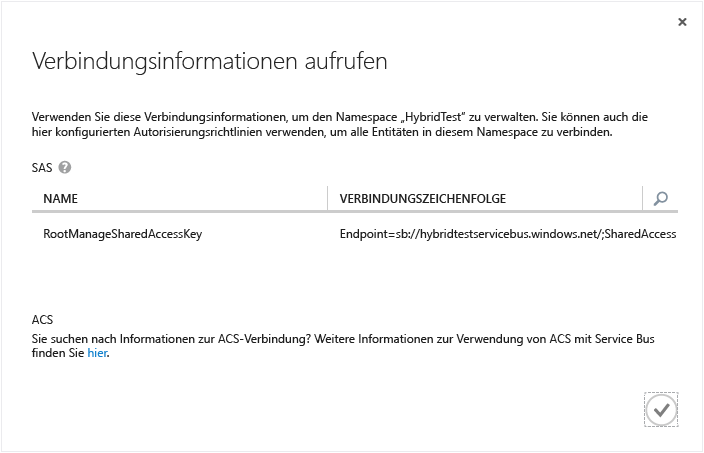 Verbindungsinformationen aufrufen
Verwenden Sie diese Verbindungsinformationen, um den Namespace „HybridTest" zu verwalten. Sie können auch die
hier konfigurierten Autorisierungsrichtlinien verwenden, um alle Entitäten in diesem Namespace zu verbinden.
SAS ?
NAME VERBINDUNGSZEICHENFOLGE
RootManageSharedAccessKey Endpoint=sb://hybridtestservicebus.windows.net/;SharedAccess
ACS
Sie suchen nach Informationen zur ACS-Verbindung? Weitere Informationen zur Verwendung von ACS mit Service Bus
finden Sie hier.